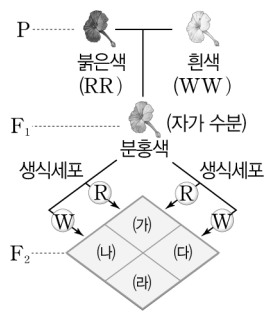 P
붉은색 흰색
(RR) (WW)
F₁ (자가 수분)
분홍색
생식세포 생식세포
R R
W (가) W
F₂ (나) (다)
(라)